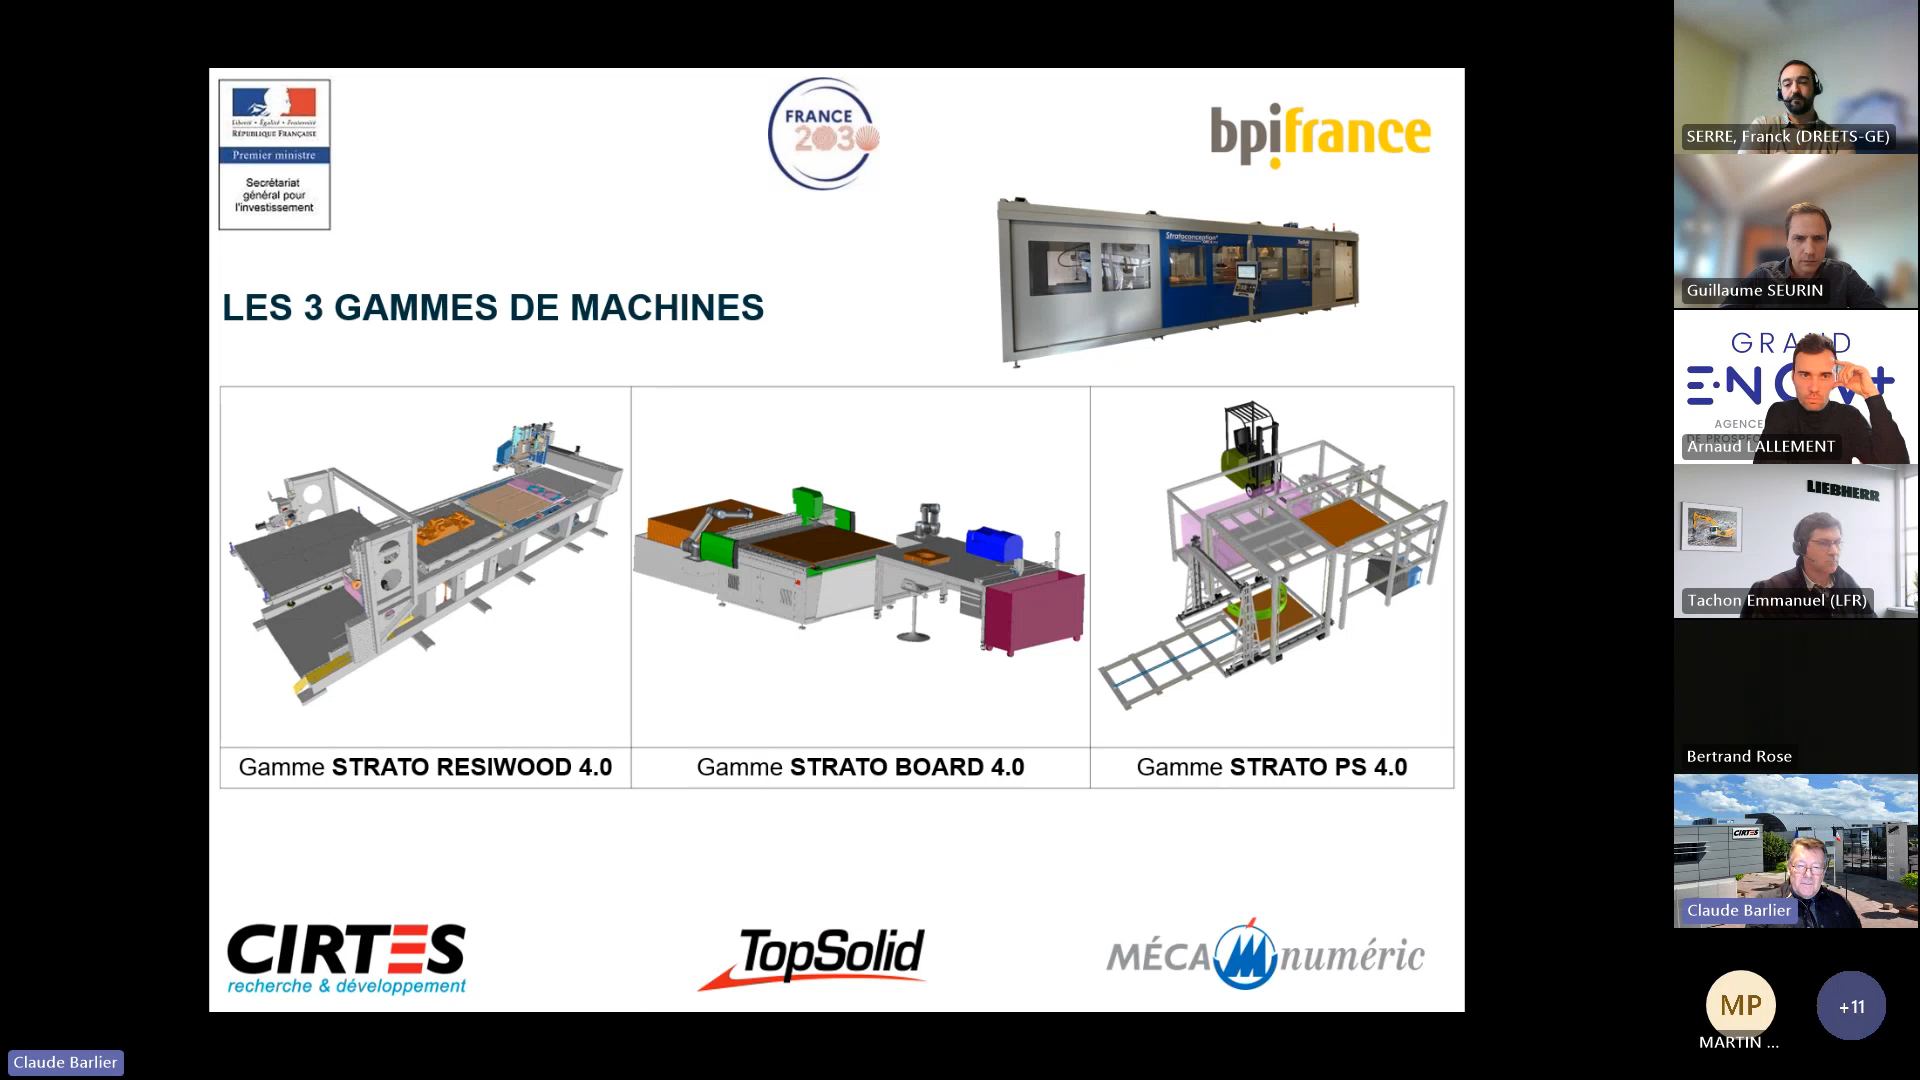 Liberté • Égalité • Fraternité
RÉPUBLIQUE FRANÇAISE
Premier ministre
Secrétariat
général pour
l'investissement
FRANCE
2030
bpifrance
Stratoconception
LES 3 GAMMES DE MACHINES
Gamme STRATO RESIWOOD 4.0
Gamme STRATO BOARD 4.0
Gamme STRATO PS 4.0
CIRTES
recherche & développement
TopSolid
MÉCA numéric
Claude Barlier
SERRE, Franck (DREETS-GE)
Guillaume SEURIN
GRAND
AGENCE
Arnaud LALLEMENT
LIEBHERR
Tachon Emmanuel (LFR)
Bertrand Rose
CIRTES
Claude Barlier
MP
+11
MARTIN ...